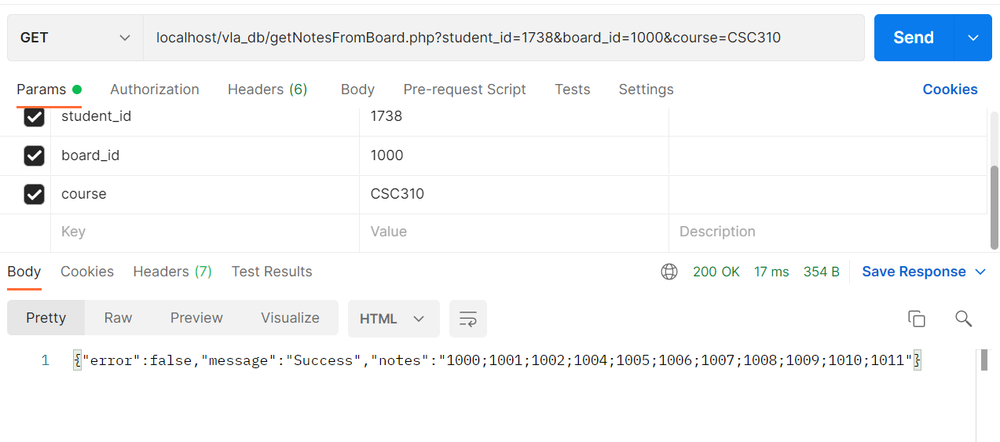 GET localhost/vla_db/getNotesFromBoard.php?student_id=1738&board_id=1000&course=CSC310 Send
Params Authorization Headers (6) Body Pre-request Script Tests Settings Cookies
student_id 1738
board_id 1000
course CSC310
Key Value Description
Body Cookies Headers (7) Test Results 200 OK 17 ms 354 B Save Response
Pretty Raw Preview Visualize HTML
1 {"error":false,"message":"Success","notes":"1000;1001;1002;1004;1005;1006;1007;1008;1009;1010;1011"}